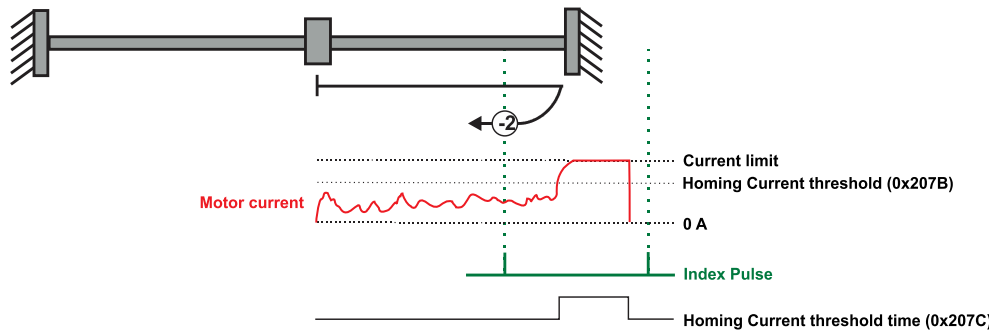 -2
Current limit
Homing Current threshold (0x207B)
Motor current
0 A
Index Pulse
Homing Current threshold time (0x207C)